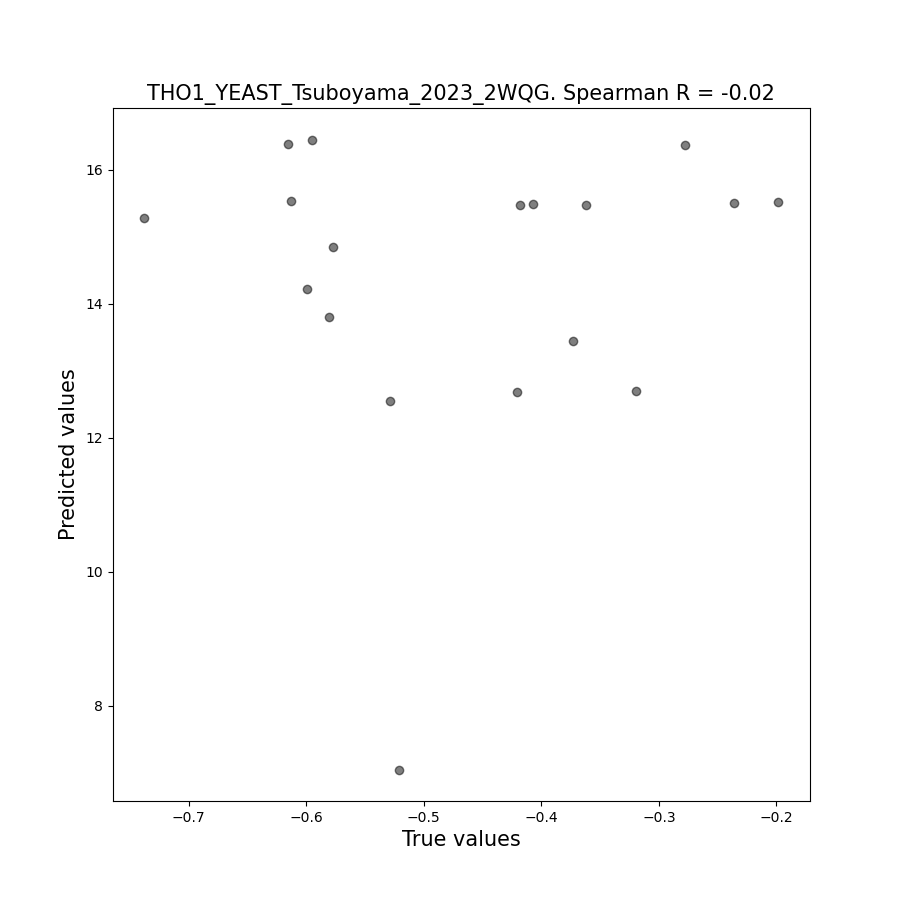 THO1_YEAST_Tsuboyama_2023_2WQG. Spearman R = -0.02
16
14
12
10
8
Predicted values
−0.7 −0.6 −0.5 −0.4 −0.3 −0.2
True values